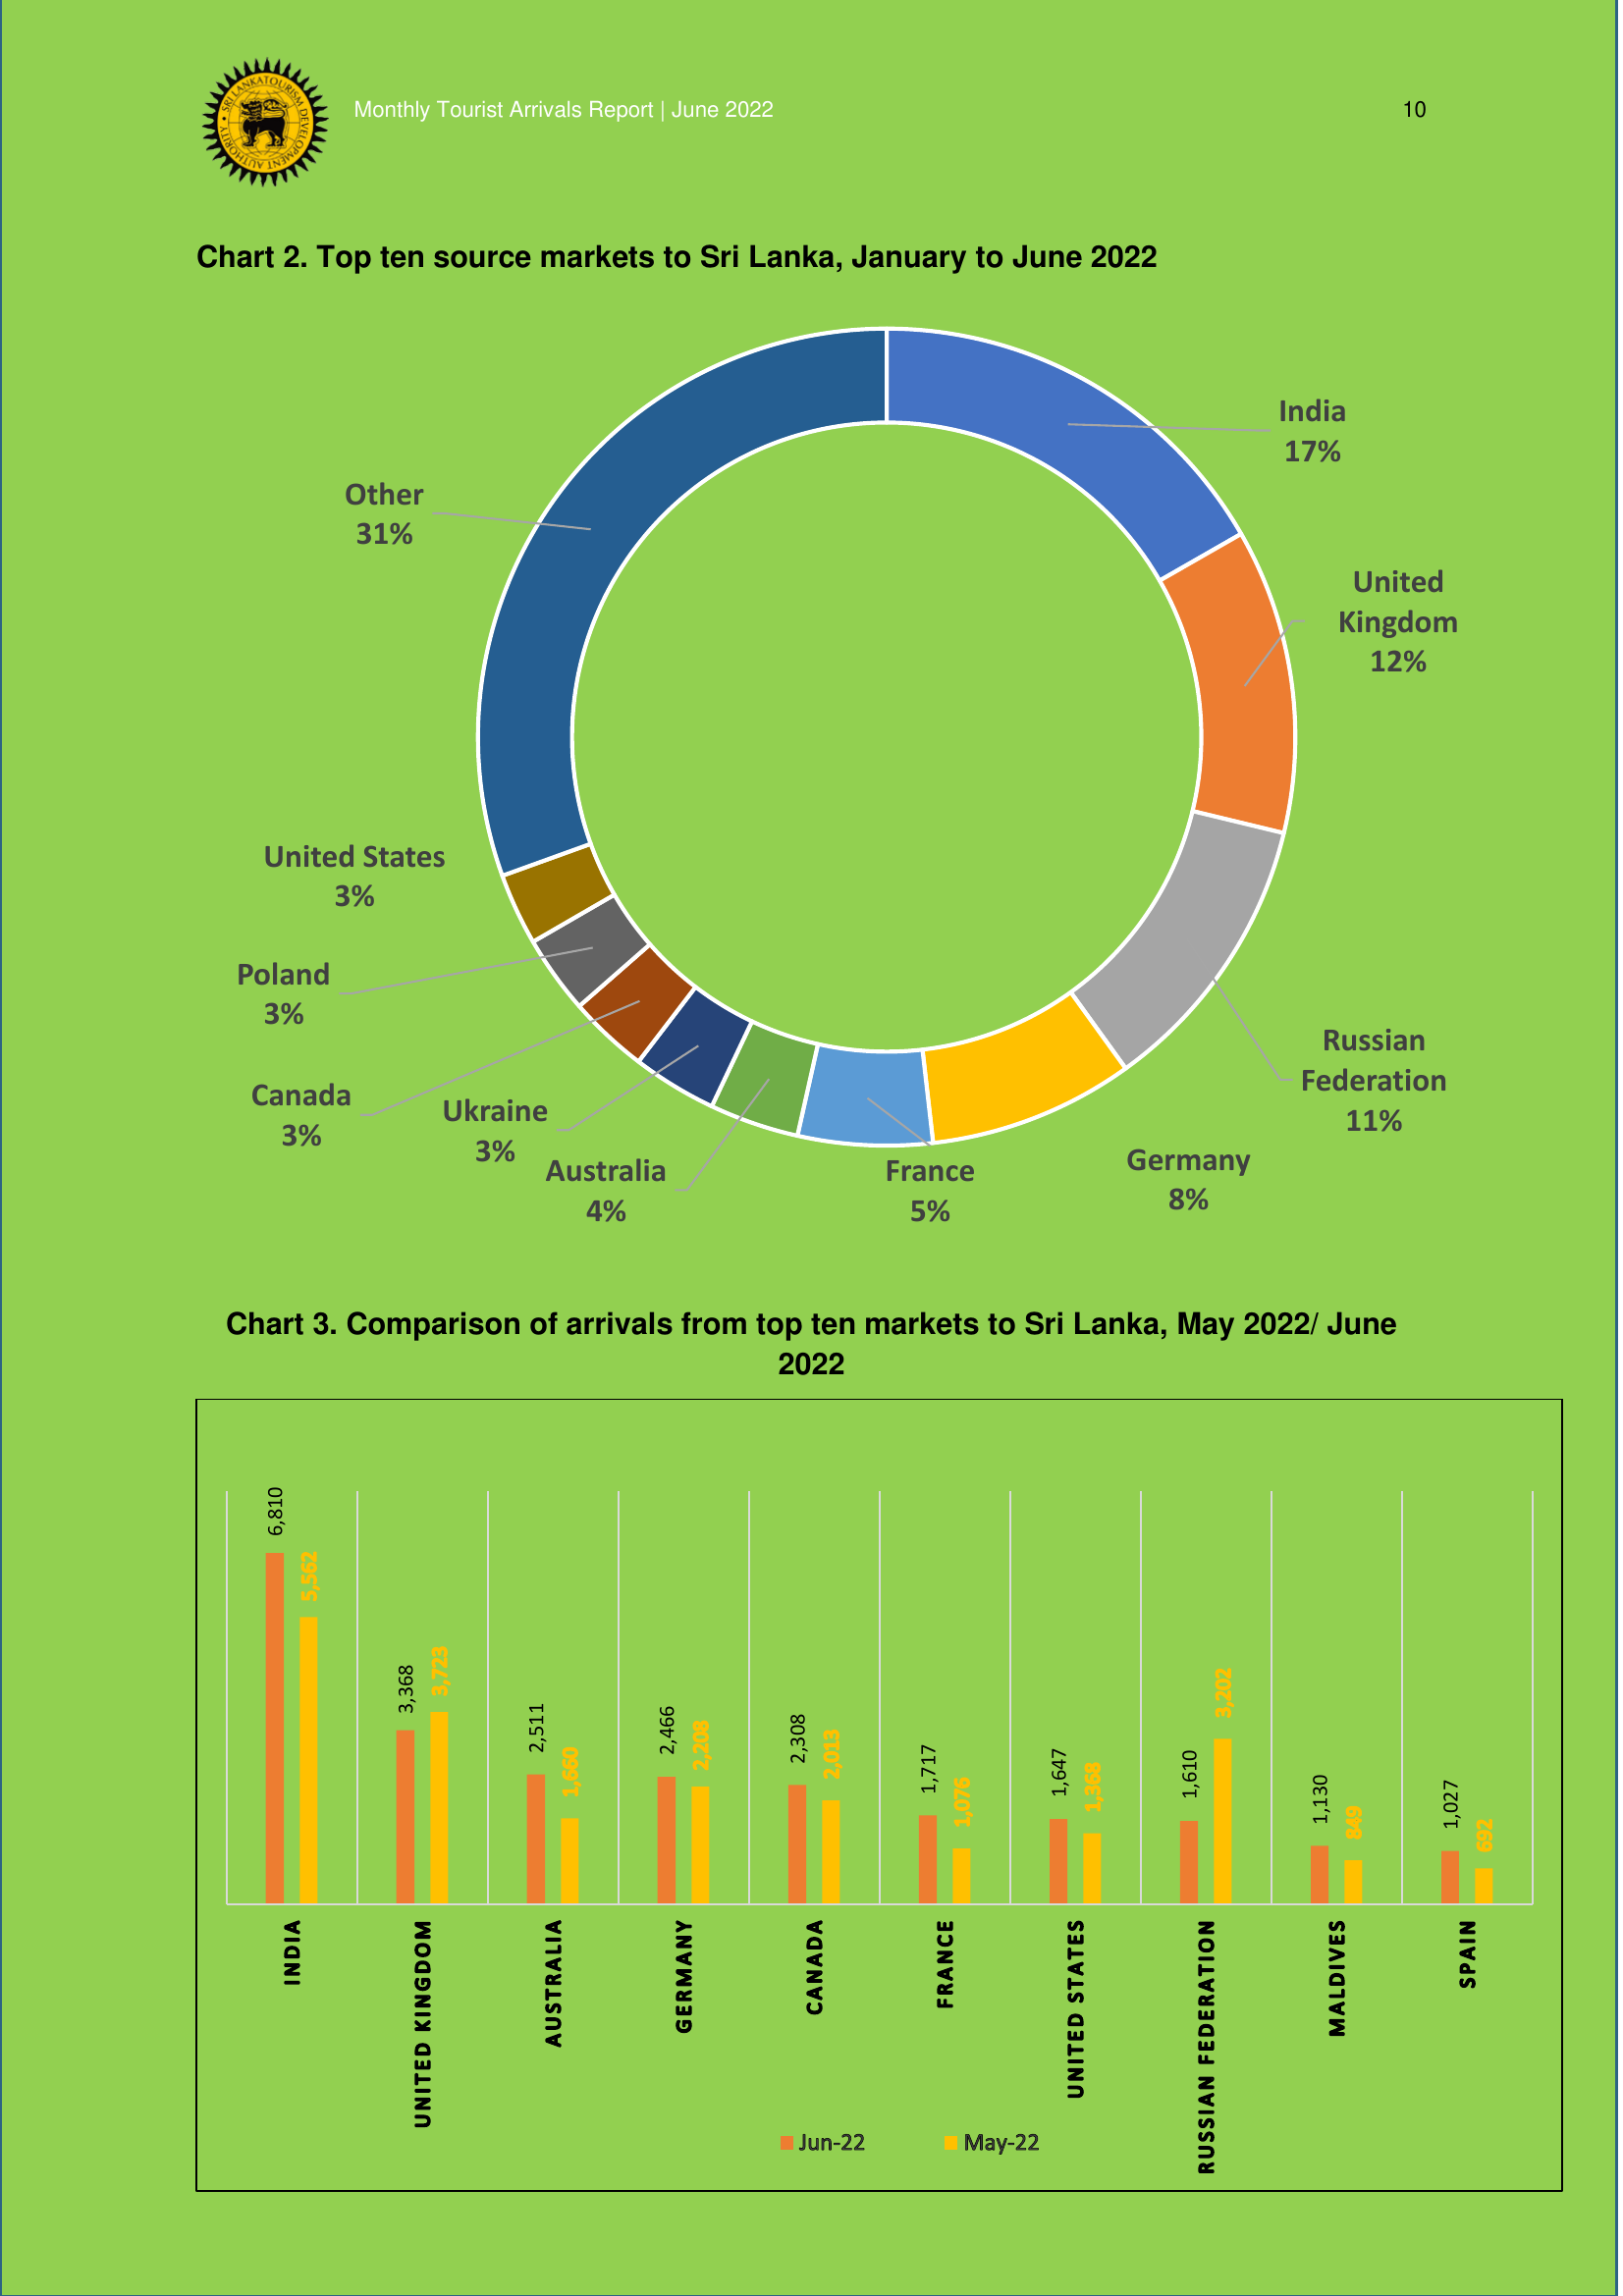 SRI LANKA TOURISM DEVELOPMENT AUTHORITY
Monthly Tourist Arrivals Report | June 2022
10
Chart 2. Top ten source markets to Sri Lanka, January to June 2022
India
17%
Other
31%
United
Kingdom
12%
United States
3%
Poland
3%
Russian
Federation
11%
Canada
3%
Ukraine
3%
Australia
4%
France
5%
Germany
8%
Chart 3. Comparison of arrivals from top ten markets to Sri Lanka, May 2022/ June
2022
6,810
5,562
3,368
3,723
2,511
1,660
2,466
2,208
2,308
2,013
1,717
1,076
1,647
1,368
1,610
3,202
1,130
849
1,027
692
INDIA
UNITED KINGDOM
AUSTRALIA
GERMANY
CANADA
FRANCE
UNITED STATES
RUSSIAN FEDERATION
MALDIVES
SPAIN
Jun-22
May-22